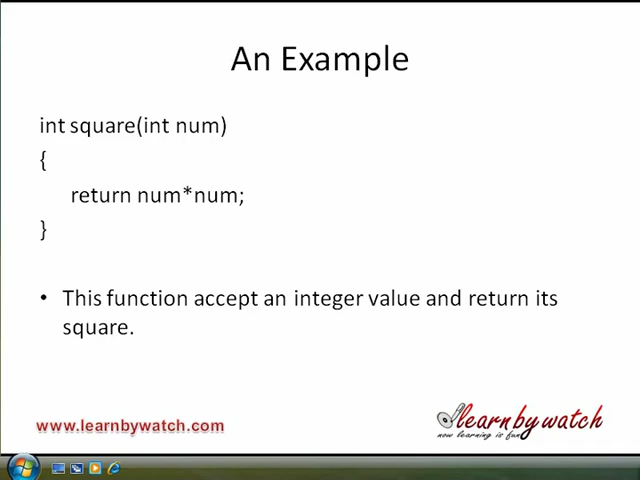 An Example
int square(int num)
{
return num*num;
}
• This function accept an integer value and return its
square.
www.learnbywatch.com
learnbywatch
now learning is fun